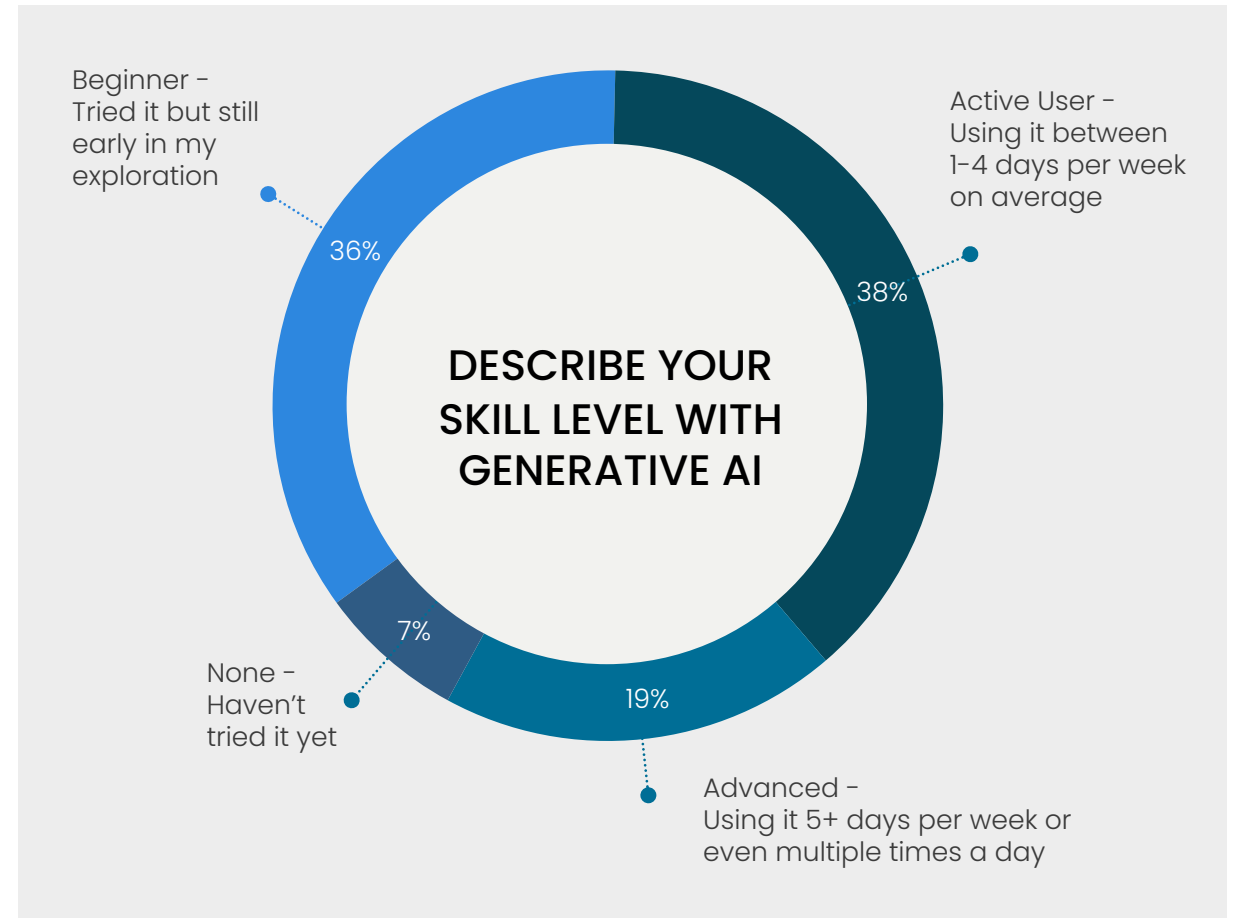 Beginner -
Tried it but still
early in my
exploration
36%
Active User -
Using it between
1-4 days per week
on average
38%
DESCRIBE YOUR
SKILL LEVEL WITH
GENERATIVE AI
7%
None -
Haven’t
tried it yet
19%
Advanced -
Using it 5+ days per week or
even multiple times a day